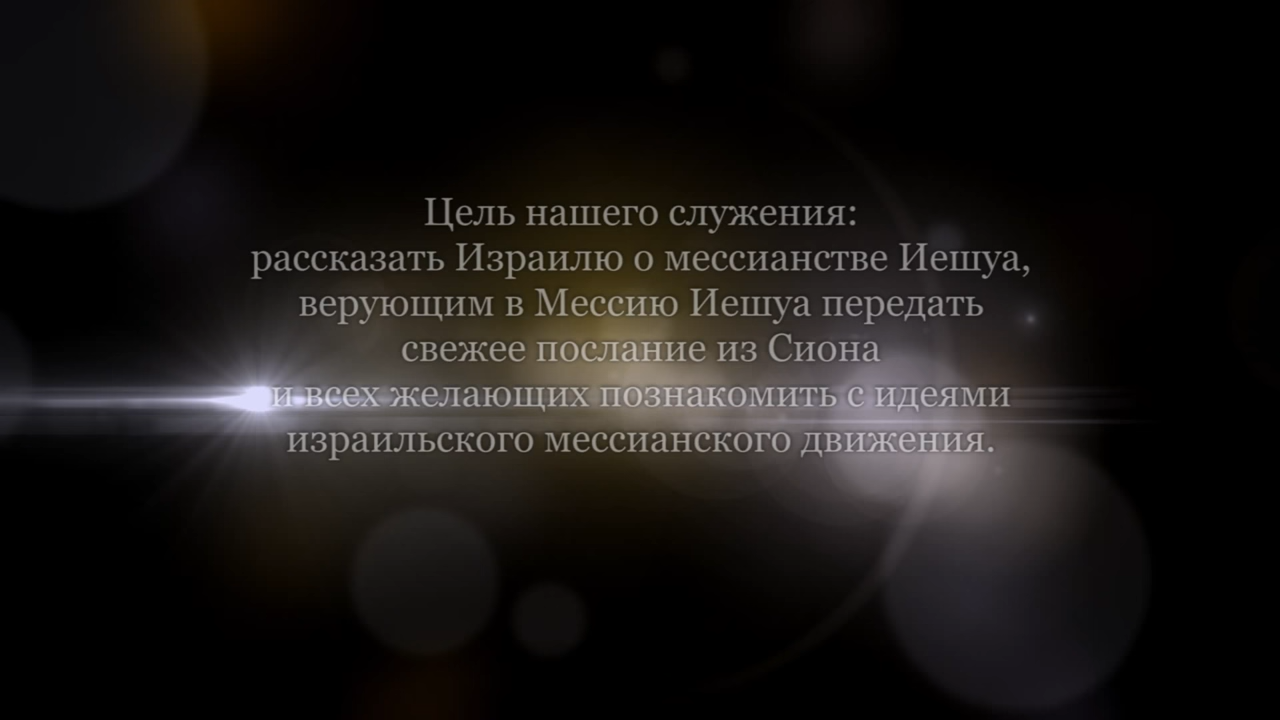 Цель нашего служения:
рассказать Израилю о мессианстве Иешуа,
верующим в Мессию Иешуа передать
свежее послание из Сиона
и всех желающих познакомить с идеями
израильского мессианского движения.